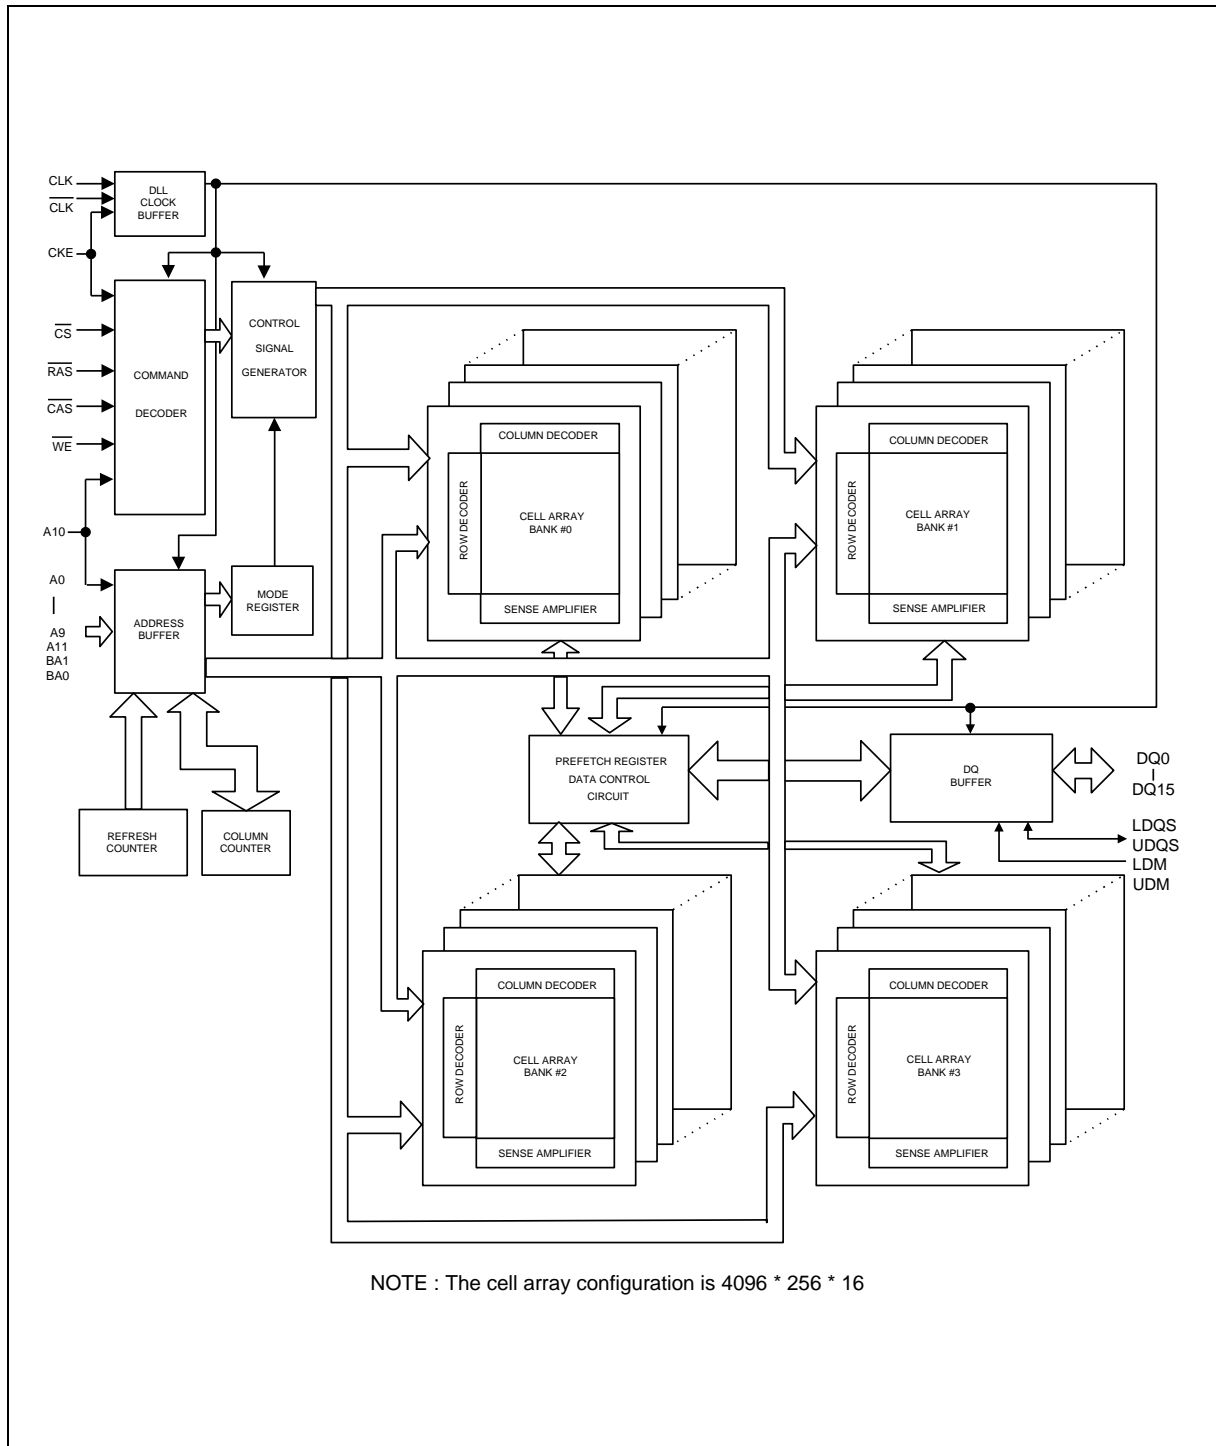 CLK
CLK
CKE
CS
RAS
CAS
WE
A10
A0
A9
A11
BA1
BA0
DLL
CLOCK
BUFFER
COMMAND
DECODER
CONTROL
SIGNAL
GENERATOR
ADDRESS
BUFFER
MODE
REGISTER
REFRESH
COUNTER
COLUMN
COUNTER
COLUMN DECODER
ROW DECODER
CELL ARRAY
BANK #0
SENSE AMPLIFIER
COLUMN DECODER
ROW DECODER
CELL ARRAY
BANK #1
SENSE AMPLIFIER
PREFETCH REGISTER
DATA CONTROL
CIRCUIT
DQ
BUFFER
DQ0
DQ15
LDQS
UDQS
LDM
UDM
COLUMN DECODER
ROW DECODER
CELL ARRAY
BANK #2
SENSE AMPLIFIER
COLUMN DECODER
ROW DECODER
CELL ARRAY
BANK #3
SENSE AMPLIFIER
NOTE : The cell array configuration is 4096 * 256 * 16